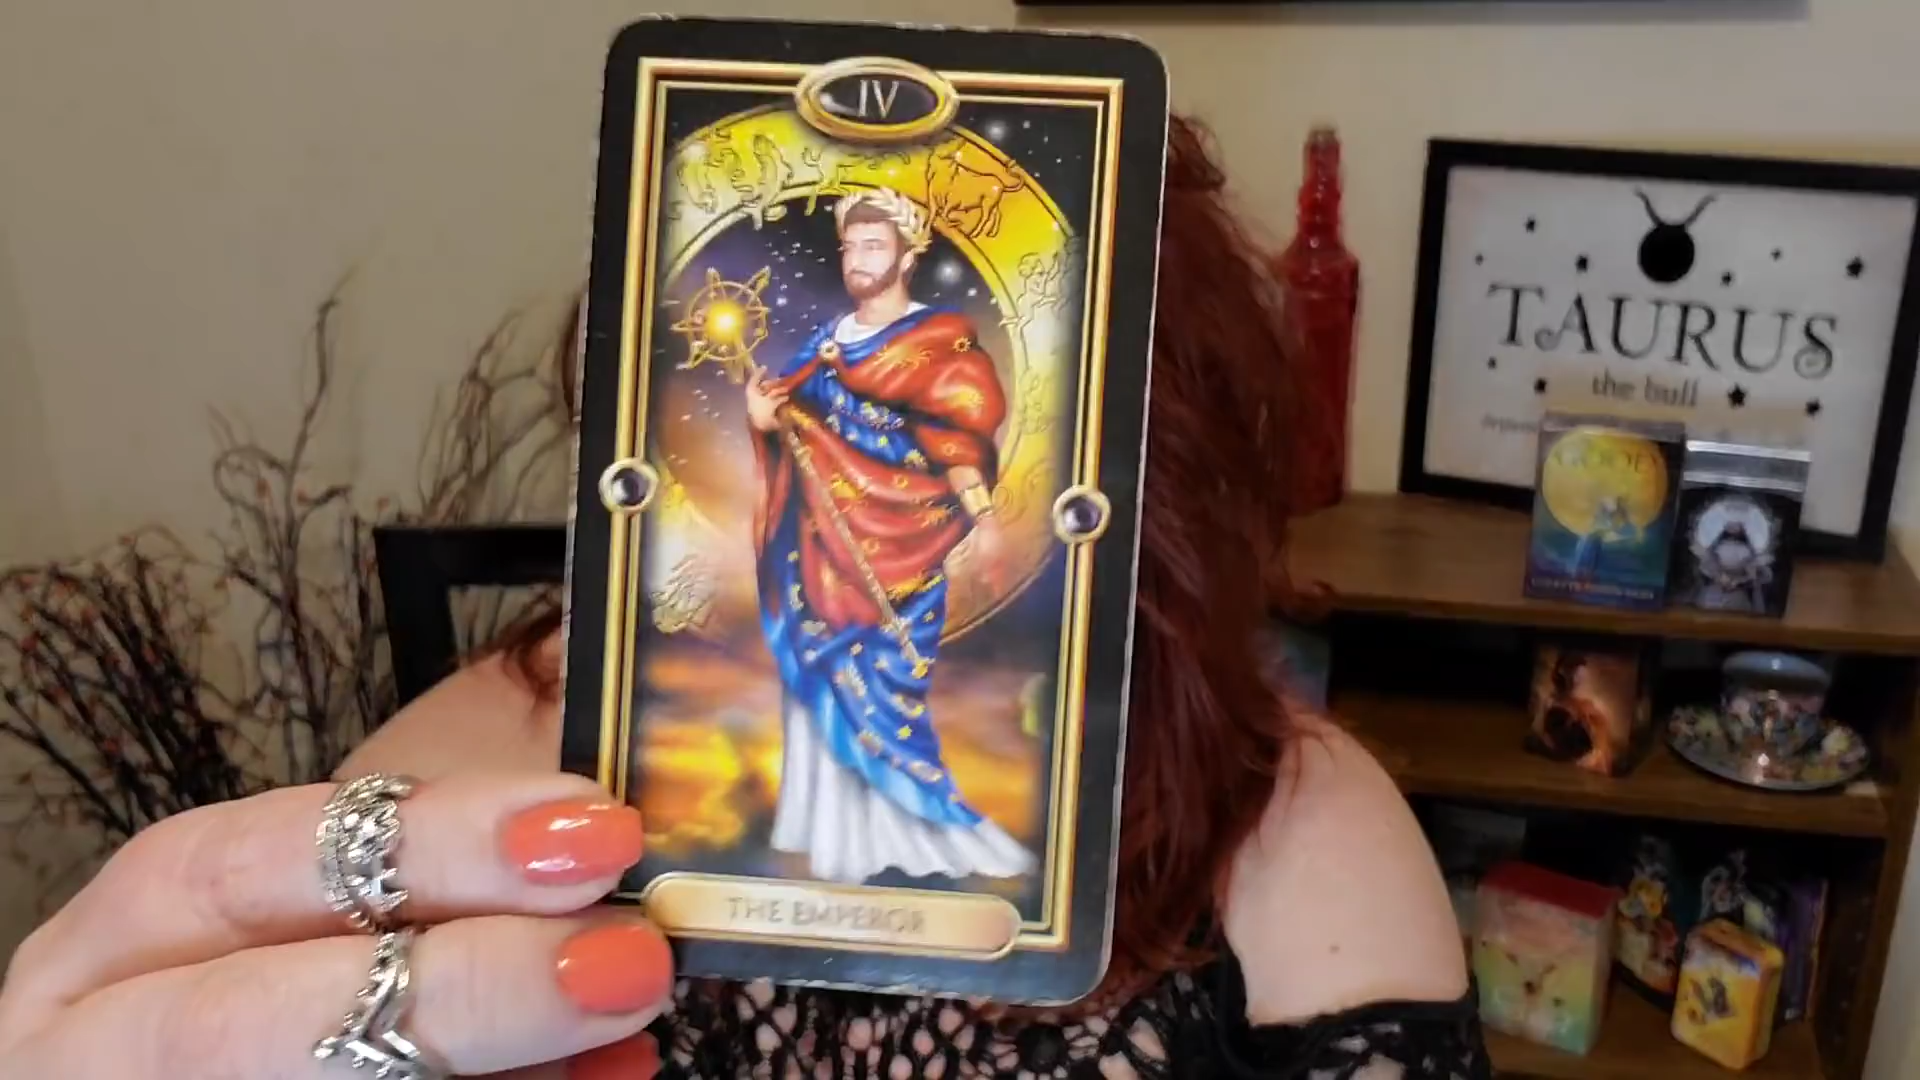 IV
THE EMPEROR
TAURUS
the bull